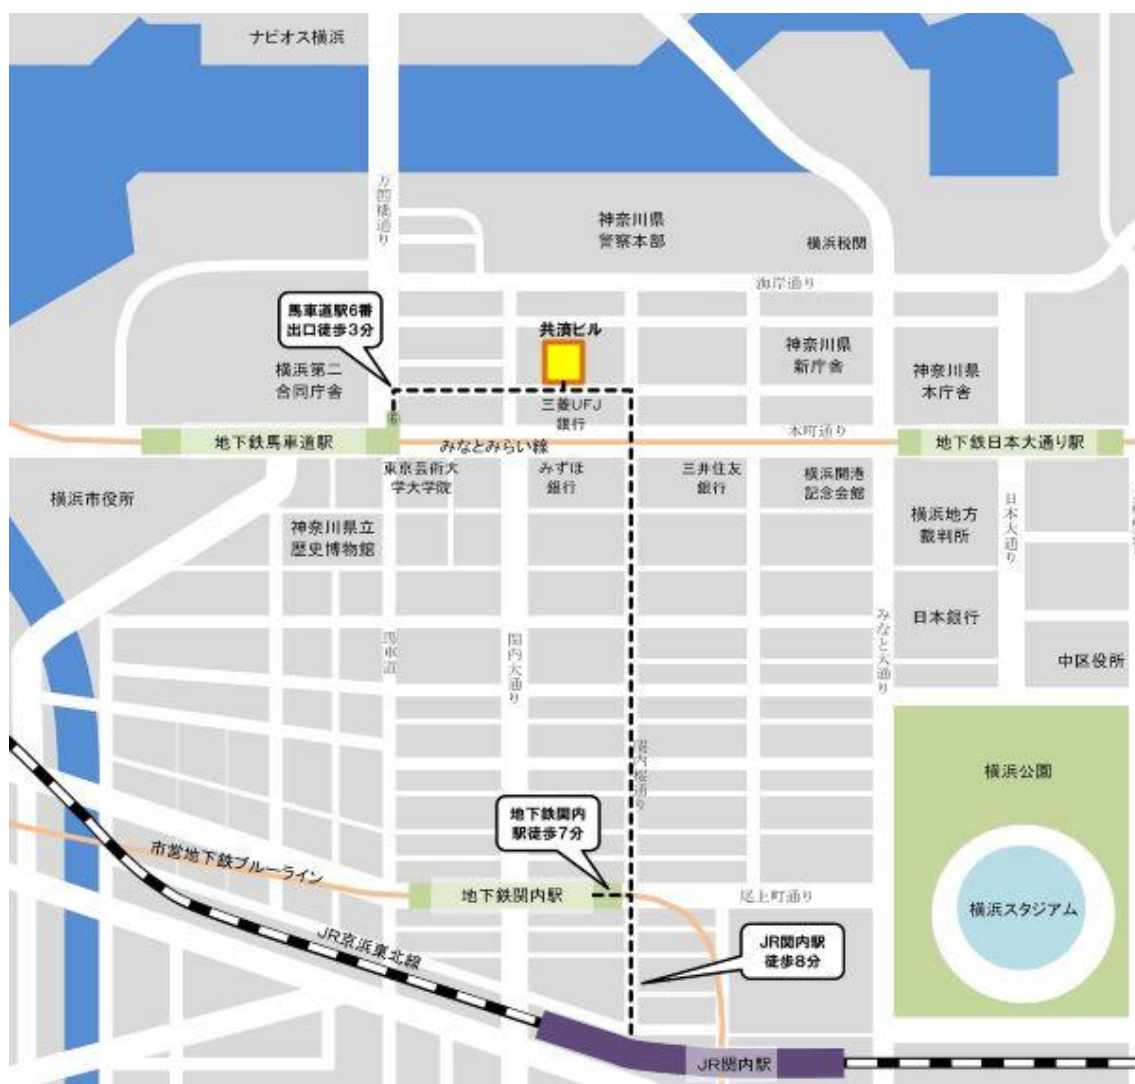 ナビオス横浜
万国橋通り
神奈川県
警察本部
横浜税関
海岸通り
馬車道駅6番
出口徒歩3分
共済ビル
横浜第二
合同庁舎
神奈川県
新庁舎
神奈川県
本庁舎
三菱UFJ
銀行
6
本町通り
地下鉄馬車道駅
みなとみらい線
地下鉄日本大通り駅
東京芸術大
学大学院
みずほ
銀行
三井住友
銀行
横浜開港
記念会館
横浜市役所
神奈川県立
歴史博物館
横浜地方
裁判所
日本大通り
日本銀行
馬車道
関内大通り
みなと大通り
中区役所
関内桜通り
横浜公園
地下鉄関内
駅徒歩7分
市営地下鉄ブルーライン
地下鉄関内駅
尾上町通り
横浜スタジアム
JR京浜東北線
JR関内駅
徒歩8分
JR関内駅